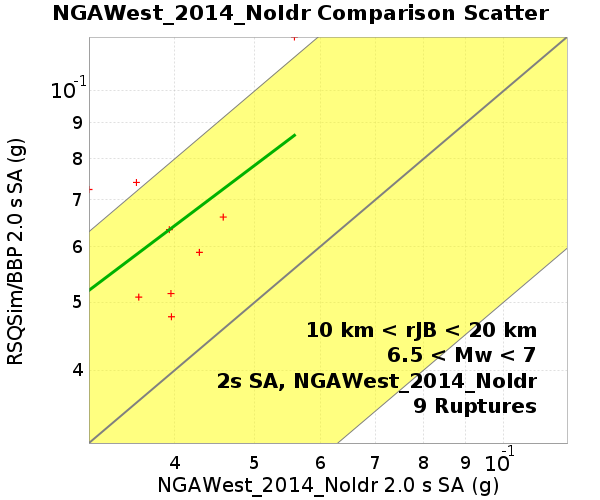 NGAWest_2014_NoIdr Comparison Scatter
RSQSim/BBP 2.0 s SA (g)
10-1
9
8
7
6
5
4
10 km < rJB < 20 km
6.5 < Mw < 7
2s SA, NGAWest_2014_NoIdr
9 Ruptures
4 5 6 7 8 9 10-1
NGAWest_2014_NoIdr 2.0 s SA (g)